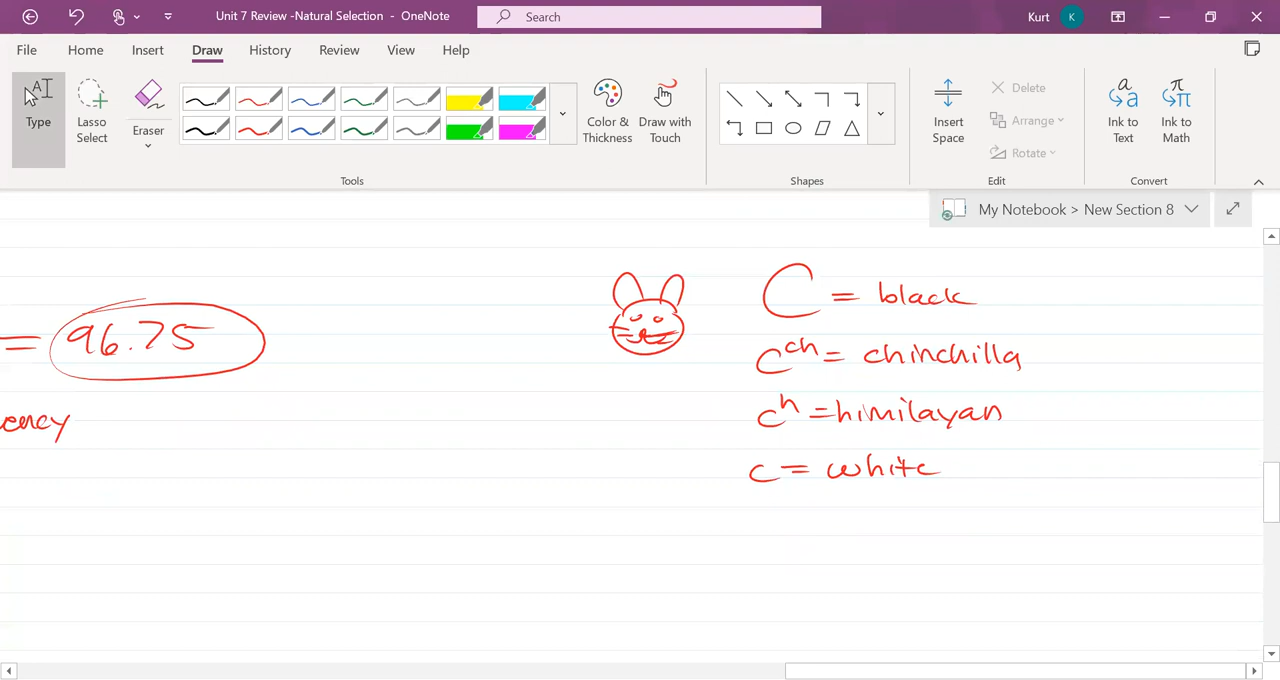 Unit 7 Review -Natural Selection - OneNote
Search
Kurt
K
File Home Insert Draw History Review View Help
Type
Lasso Select
Eraser
Color & Thickness
Draw with Touch
Insert Space
Delete
Arrange
Rotate
Ink to Text
Ink to Math
Tools
Shapes
Edit
Convert
My Notebook > New Section 8
= 96.75
ency
C = black
c^ch = chinchilla
c^h = himilayan
c = white